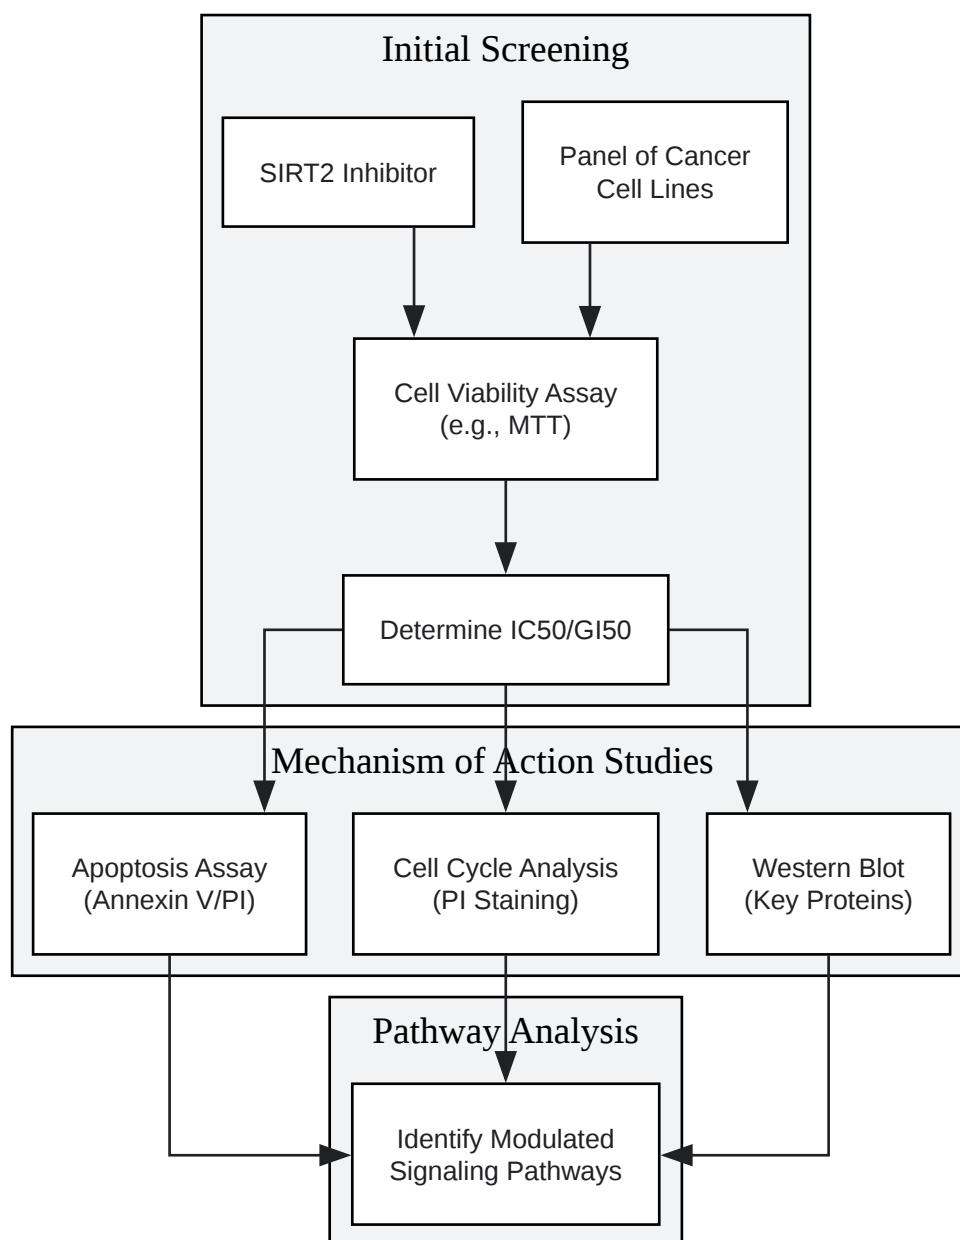 Initial Screening
SIRT2 Inhibitor
Panel of Cancer
Cell Lines
Cell Viability Assay
(e.g., MTT)
Determine IC50/GI50
Mechanism of Action Studies
Apoptosis Assay
(Annexin V/PI)
Cell Cycle Analysis
(PI Staining)
Western Blot
(Key Proteins)
Pathway Analysis
Identify Modulated
Signaling Pathways